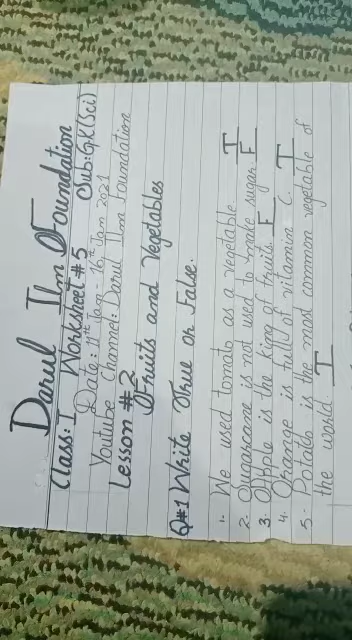 Darul Ilm Foundation
Class: I Worksheet #5 Sub: G.K(Sci)
Date: 11th Jan - 16th Jan 2021
Youtube Channel: Darul Ilm Foundation
Lesson #2
Fruits and Vegetables
Q#1 Write True or False.
1. We used tomato as a vegetable T
2. Sugarcane is not used to make sugar. F
3. Apple is the king of fruits. F
4. Orange is full of vitamin C. T
5. Potatoe is the most common vegetable of
the world. T